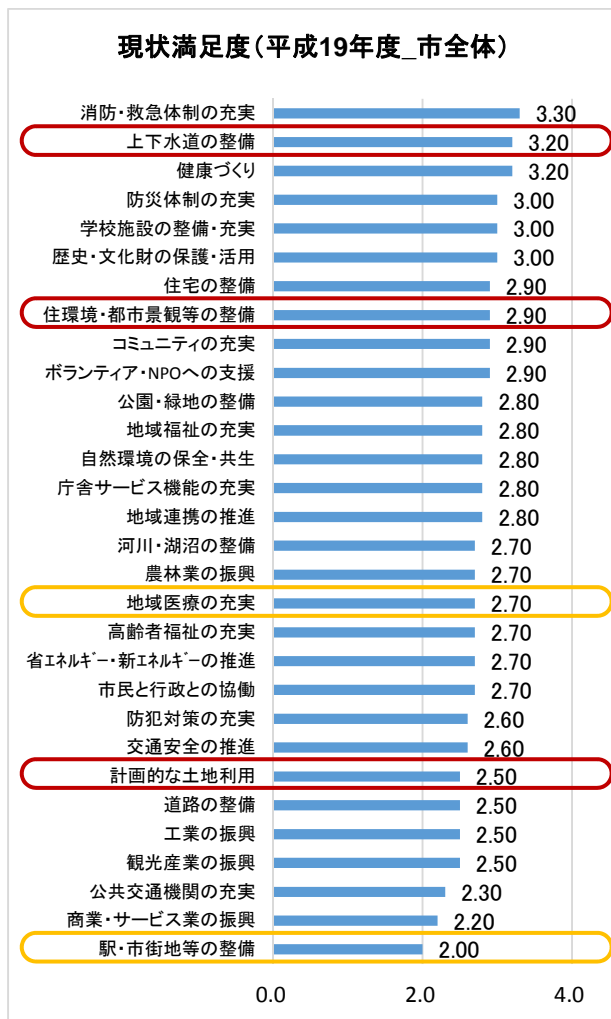 現状満足度(平成19年度_市全体)
消防・救急体制の充実 3.30
上下水道の整備 3.20
健康づくり 3.20
防災体制の充実 3.00
学校施設の整備・充実 3.00
歴史・文化財の保護・活用 3.00
住宅の整備 2.90
住環境・都市景観等の整備 2.90
コミュニティの充実 2.90
ボランティア・NPOへの支援 2.90
公園・緑地の整備 2.80
地域福祉の充実 2.80
自然環境の保全・共生 2.80
庁舎サービス機能の充実 2.80
地域連携の推進 2.80
河川・湖沼の整備 2.70
農林業の振興 2.70
地域医療の充実 2.70
高齢者福祉の充実 2.70
省エネルギー・新エネルギーの推進 2.70
市民と行政との協働 2.70
防犯対策の充実 2.60
交通安全の推進 2.60
計画的な土地利用 2.50
道路の整備 2.50
工業の振興 2.50
観光産業の振興 2.50
公共交通機関の充実 2.30
商業・サービス業の振興 2.20
駅・市街地等の整備 2.00
0.0 2.0 4.0